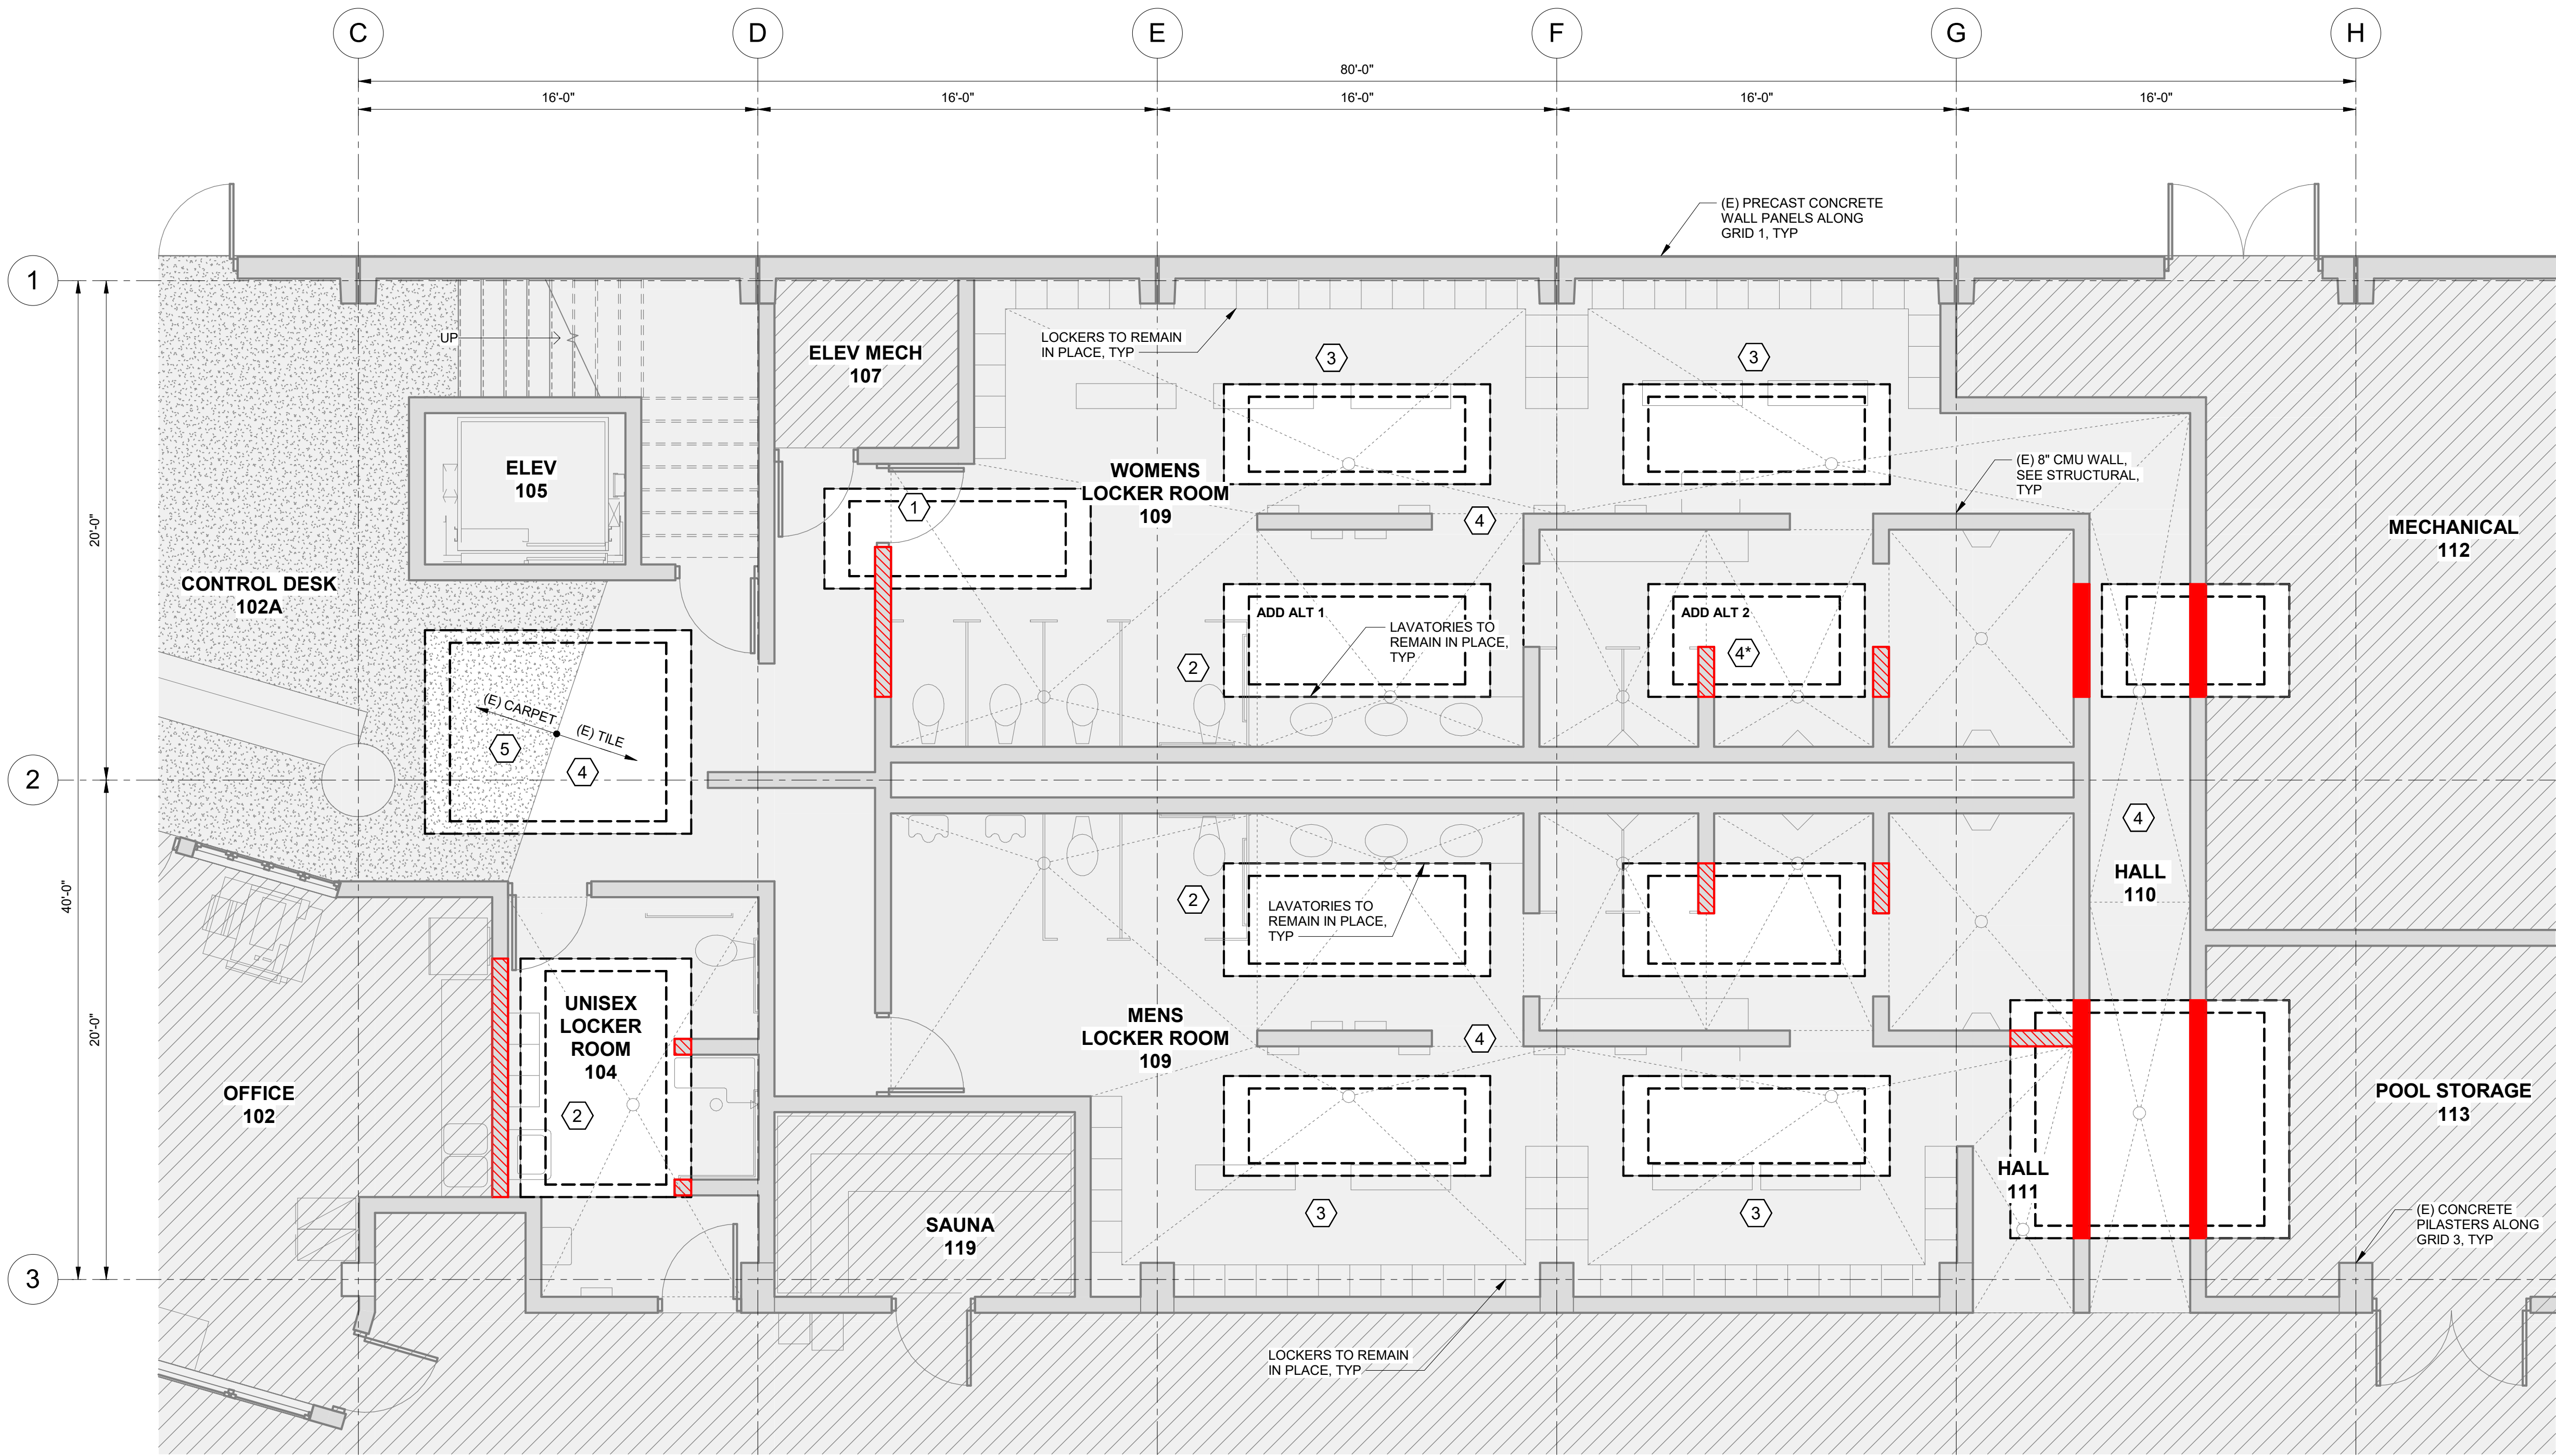 C
D
E
F
G
H
80'-0"
16'-0"
16'-0"
16'-0"
16'-0"
16'-0"
(E) PRECAST CONCRETE
WALL PANELS ALONG
GRID 1, TYP
1
UP
ELEV MECH
107
LOCKERS TO REMAIN
IN PLACE, TYP
3
3
ELEV
105
WOMENS
LOCKER ROOM
109
(E) 8" CMU WALL,
SEE STRUCTURAL,
TYP
1
4
MECHANICAL
112
20'-0"
CONTROL DESK
102A
ADD ALT 1
ADD ALT 2
LAVATORIES TO
REMAIN IN PLACE,
TYP
2
4*
(E) CARPET
(E) TILE
5
4
2
4
HALL
110
40'-0"
2
LAVATORIES TO
REMAIN IN PLACE,
TYP
20'-0"
UNISEX
LOCKER
ROOM
104
MENS
LOCKER ROOM
109
4
OFFICE
102
2
POOL STORAGE
113
HALL
111
3
3
SAUNA
119
(E) CONCRETE
PILASTERS ALONG
GRID 3, TYP
3
LOCKERS TO REMAIN
IN PLACE, TYP